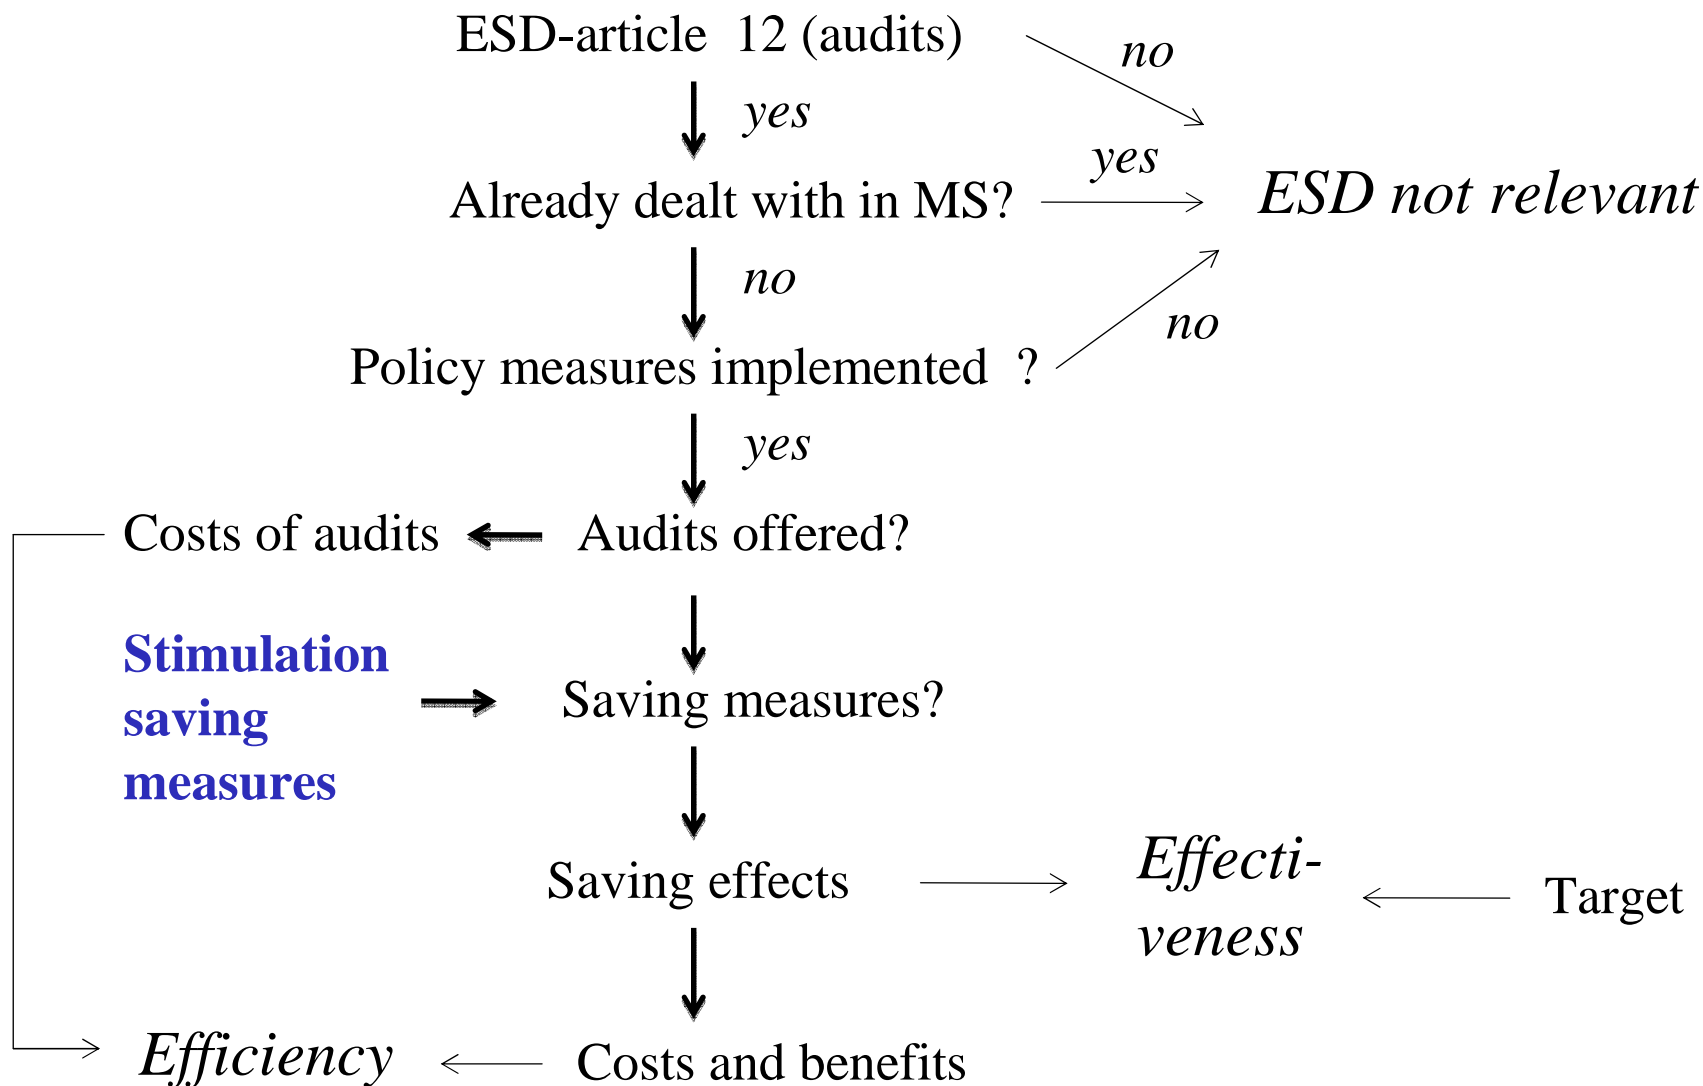 ESD-article 12 (audits)
no
yes
yes
Already dealt with in MS?
ESD not relevant
no
no
Policy measures implemented ?
yes
Costs of audits
Audits offered?
Stimulation
saving
measures
Saving measures?
Saving effects
Effecti-
veness
Target
Efficiency
Costs and benefits